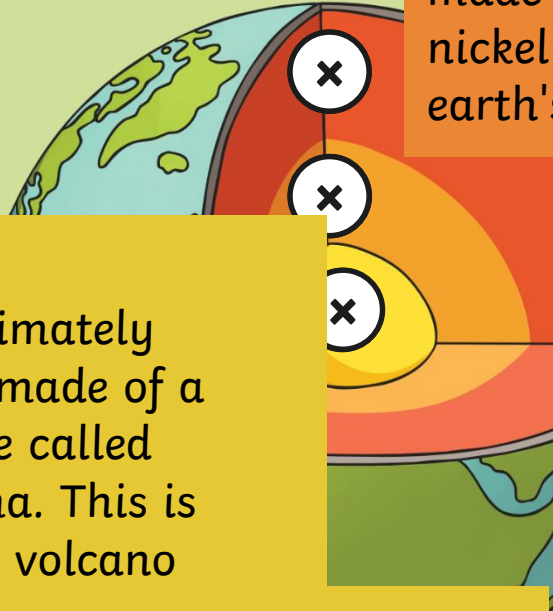 nickel
earth's
imately
made of a
e called
a. This is
volcano